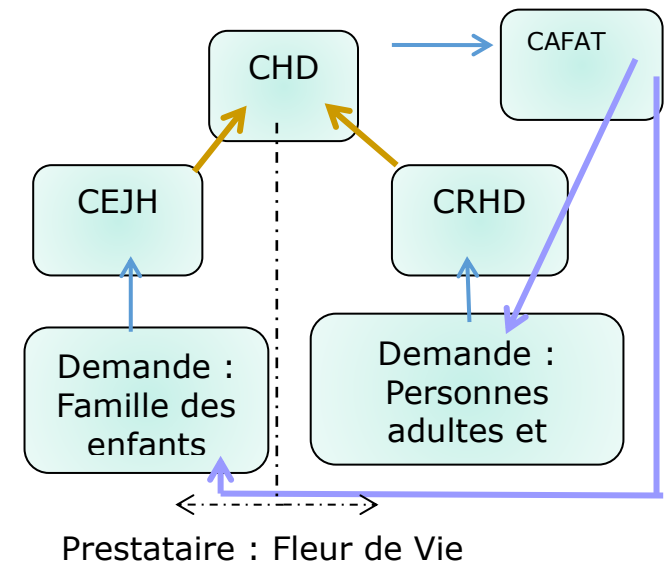 CHD
CAFAT
CEJH
CRHD
Demande :
Famille des
enfants
Demande :
Personnes
adultes et
Prestataire : Fleur de Vie